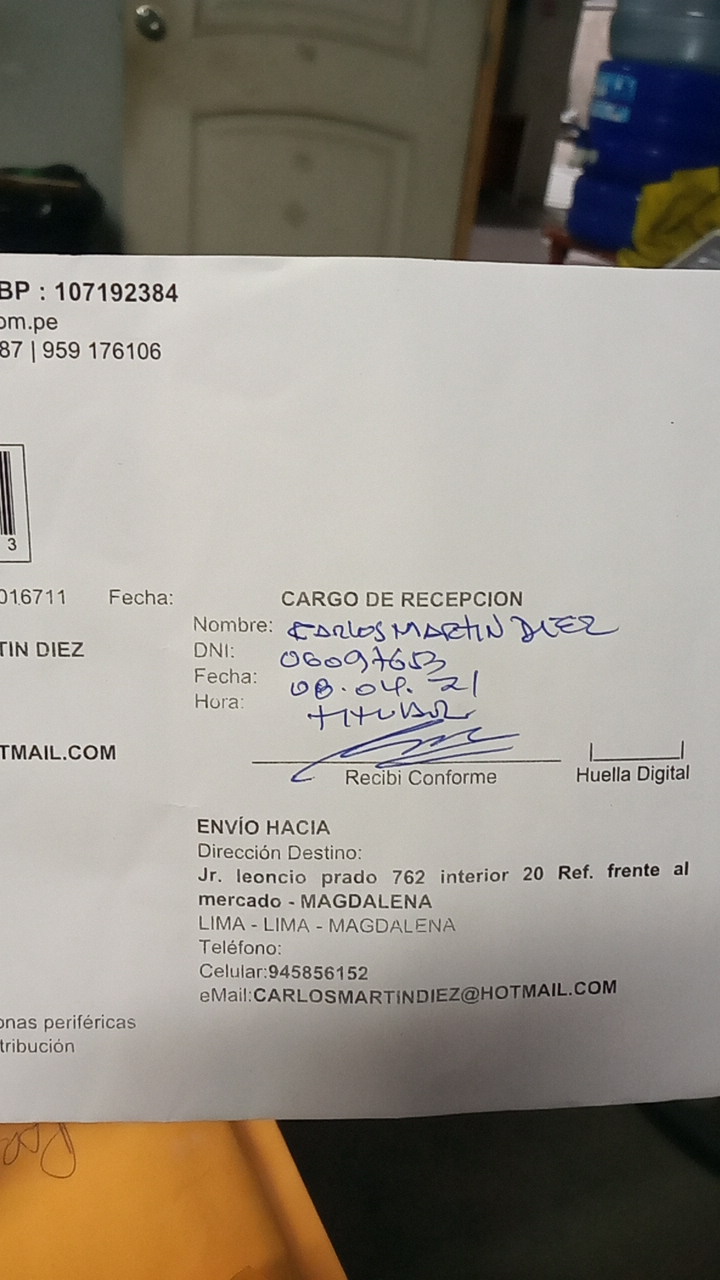 BP : 107192384
om.pe
87 | 959 176106
3
016711 Fecha:
CARGO DE RECEPCION
Nombre: CARLOS MARTIN DIEZ
TIN DIEZ
DNI: 06097653
Fecha: 08.04.21
Hora:
TITULAR
TMAIL.COM
Recibi Conforme
Huella Digital
ENVÍO HACIA
Dirección Destino:
Jr. leoncio prado 762 interior 20 Ref. frente al
mercado - MAGDALENA
LIMA - LIMA - MAGDALENA
Teléfono:
Celular:945856152
eMail:CARLOSMARTINDIEZ@HOTMAIL.COM
onas periféricas
tribución